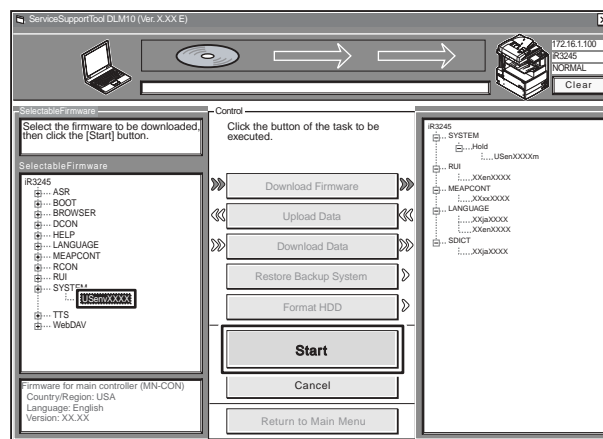 ServiceSupportTool DLM10 (Ver. X.XX E)
172.16.1.100
iR3245
NORMAL
Clear
SelectableFirmware
Select the firmware to be downloaded,
then click the [Start] button.
SelectableFirmware
iR3245
ASR
BOOT
BROWSER
DCON
HELP
LANGUAGE
MEAPCONT
RCON
RUI
SYSTEM
USenvXXXX
TTS
WebDAV
Firmware for main controller (MN-CON)
Country/Region: USA
Language: English
Version: XX.XX
Control
Click the button of the task to be
executed.
Download Firmware
Upload Data
Download Data
Restore Backup System
Format HDD
Start
Cancel
Return to Main Menu
iR3245
SYSTEM
Hold
USenXXXXm
RUI
XXenXXXX
MEAPCONT
XXxxXXXX
LANGUAGE
XXjaXXXX
XXenXXXX
SDICT
XXjaXXXX